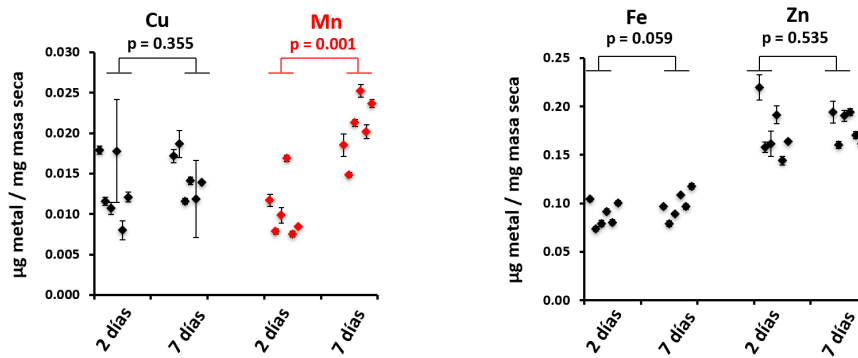 Cu
Mn
p = 0.355
p = 0.001
0.030
0.025
0.020
0.015
0.010
0.005
0.000
µg metal / mg masa seca
2 días
7 días
2 días
7 días
Fe
Zn
p = 0.059
p = 0.535
0.25
0.20
0.15
0.10
0.05
0.00
µg metal / mg masa seca
2 días
7 días
2 días
7 días